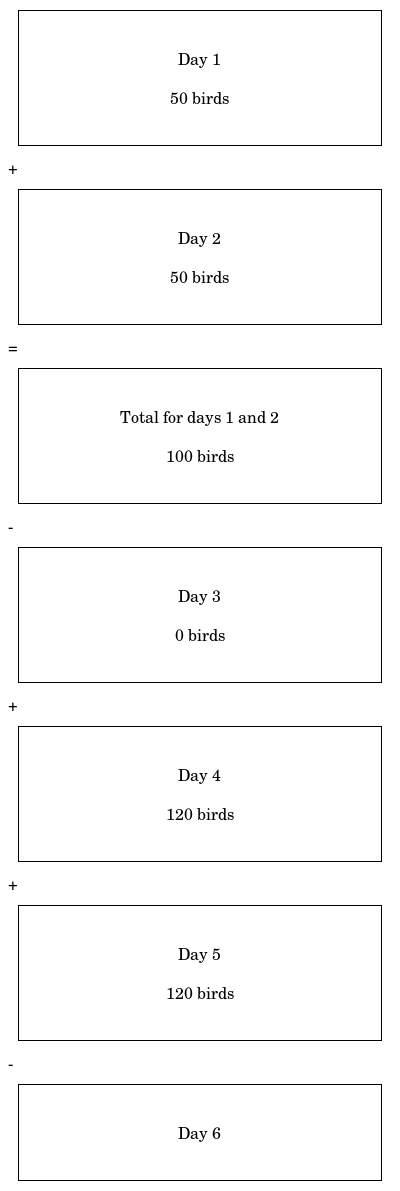 Day 1
50 birds
+
Day 2
50 birds
=
Total for days 1 and 2
100 birds
-
Day 3
0 birds
+
Day 4
120 birds
+
Day 5
120 birds
-
Day 6